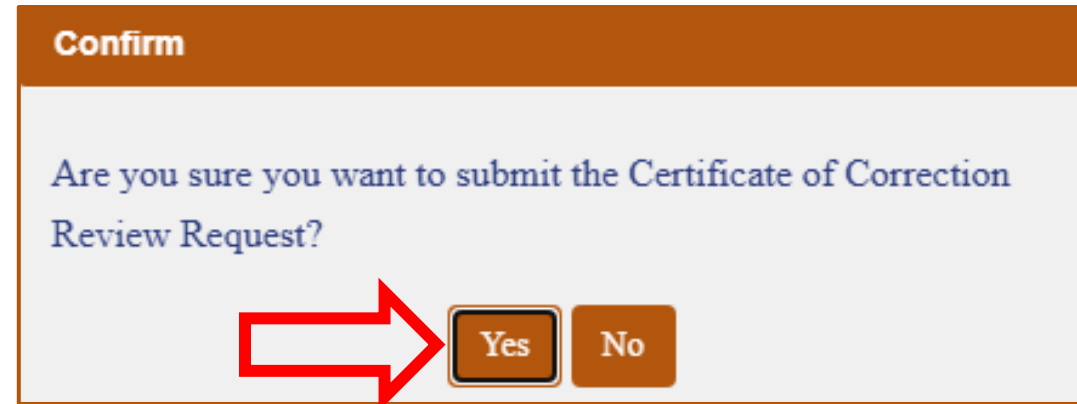 Confirm
Are you sure you want to submit the Certificate of Correction
Review Request?
Yes No